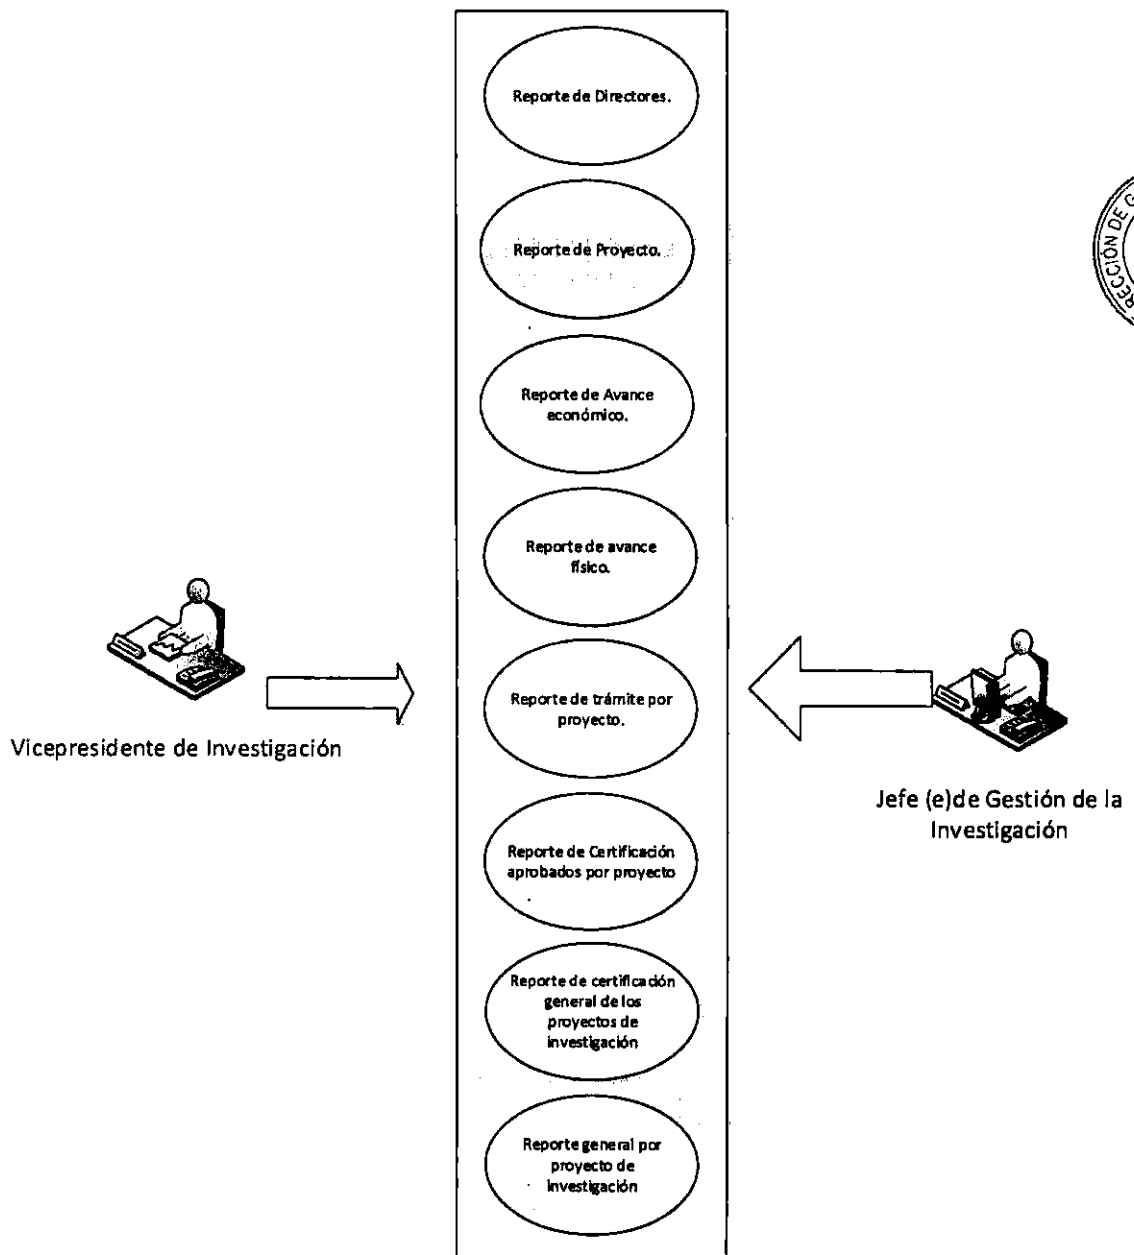 Reporte de Directores.
Reporte de Proyecto.
Reporte de Avance
económico.
Reporte de avance
físico.
Reporte de trámite por
proyecto.
Vicepresidente de Investigación
Jefe (e)de Gestión de la
Investigación
Reporte de Certificación
aprobados por proyecto
Reporte de certificación
general de los
proyectos de
investigación
Reporte general por
proyecto de
investigación
RECCIÓN DE G